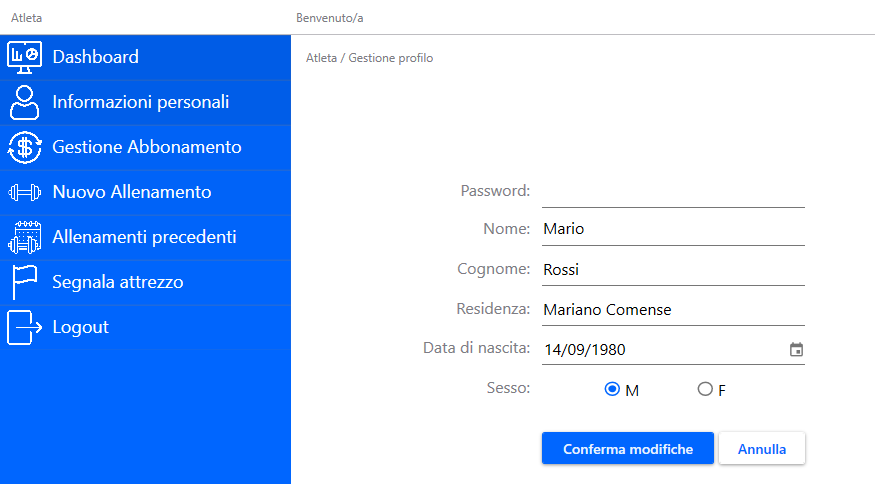 Atleta
Benvenuto/a
Dashboard
Informazioni personali
Gestione Abbonamento
Nuovo Allenamento
Allenamenti precedenti
Segnala attrezzo
Logout
Atleta / Gestione profilo
Password:
Nome: Mario
Cognome: Rossi
Residenza: Mariano Comense
Data di nascita: 14/09/1980
Sesso: M F
Conferma modifiche Annulla